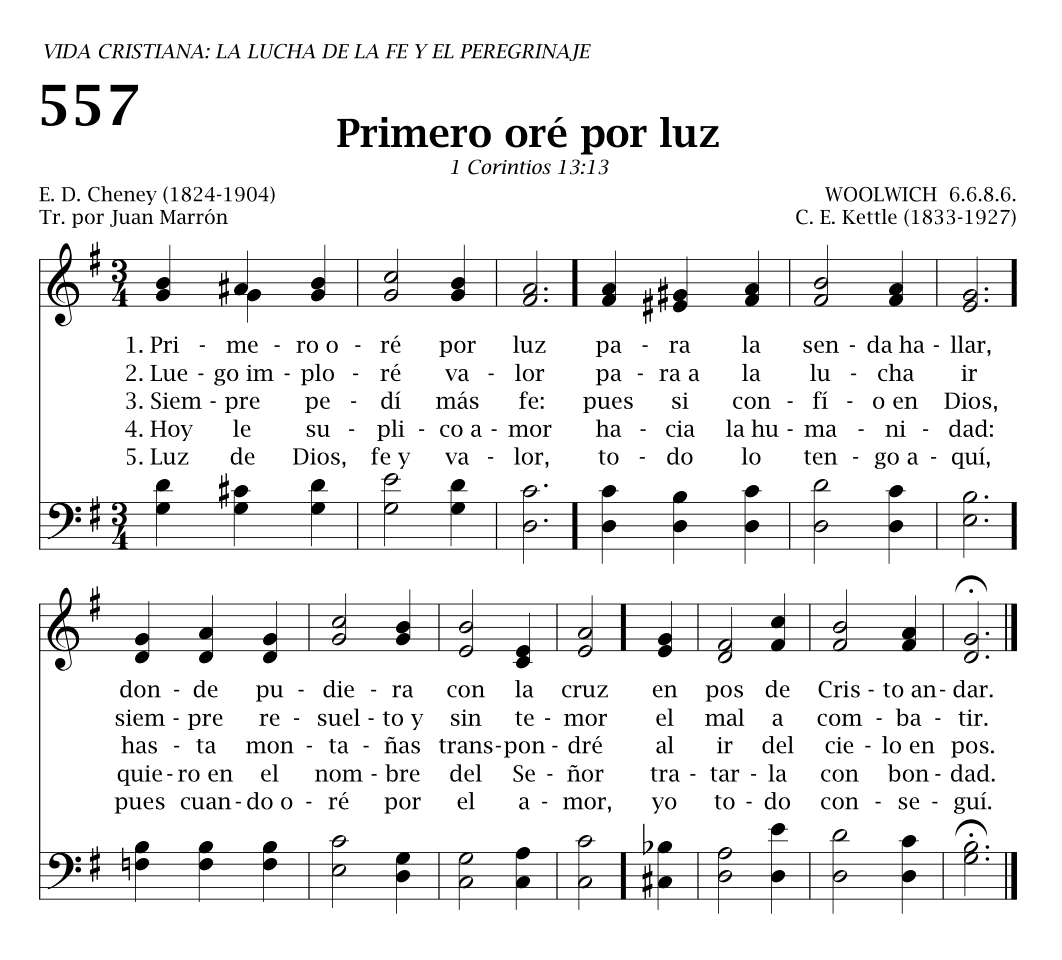 VIDA CRISTIANA: LA LUCHA DE LA FE Y EL PEREGRINAJE
557
Primero oré por luz
1 Corintios 13:13
E. D. Cheney (1824-1904)
WOOLWICH 6.6.8.6.
Tr. por Juan Marrón
C. E. Kettle (1833-1927)
3
4
1. Pri - me - ro o - ré por luz pa - ra la sen - da ha - llar,
2. Lue - go im - plo - ré va - lor pa - ra a la lu - cha ir
3. Siem - pre pe - dí más fe: pues si con - fí - o en Dios,
4. Hoy le su - pli - co a - mor ha - cia la hu - ma - ni - dad:
5. Luz de Dios, fe y va - lor, to - do lo ten - go a - quí,
3
4
don - de pu - die - ra con la cruz en pos de Cris - to an - dar.
siem - pre re - suel - to y sin te - mor el mal a com - ba - tir.
has - ta mon - ta - ñas trans - pon - dré al ir del cie - lo en pos.
quie - ro en el nom - bre del Se - ñor tra - tar - la con bon - dad.
pues cuan - do o - ré por el a - mor, yo to - do con - se - guí.